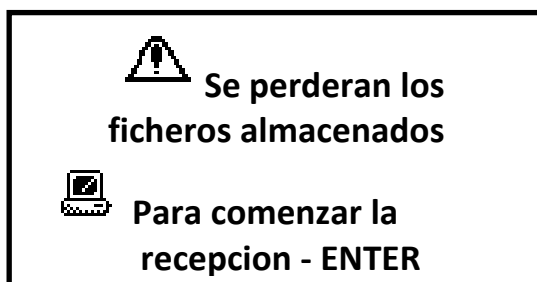 Se perderan los
ficheros almacenados
Para comenzar la
recepcion - ENTER